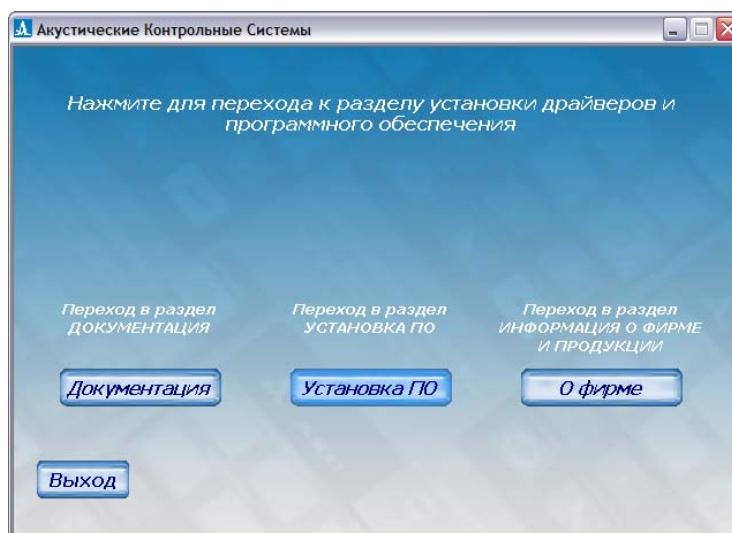 Акустические Контрольные Системы
Нажмите для перехода к разделу установки драйверов и
программного обеспечения
Переход в раздел
ДОКУМЕНТАЦИЯ
Переход в раздел
УСТАНОВКА ПО
Переход в раздел
ИНФОРМАЦИЯ О ФИРМЕ
И ПРОДУКЦИИ
Документация
Установка ПО
О фирме
Выход